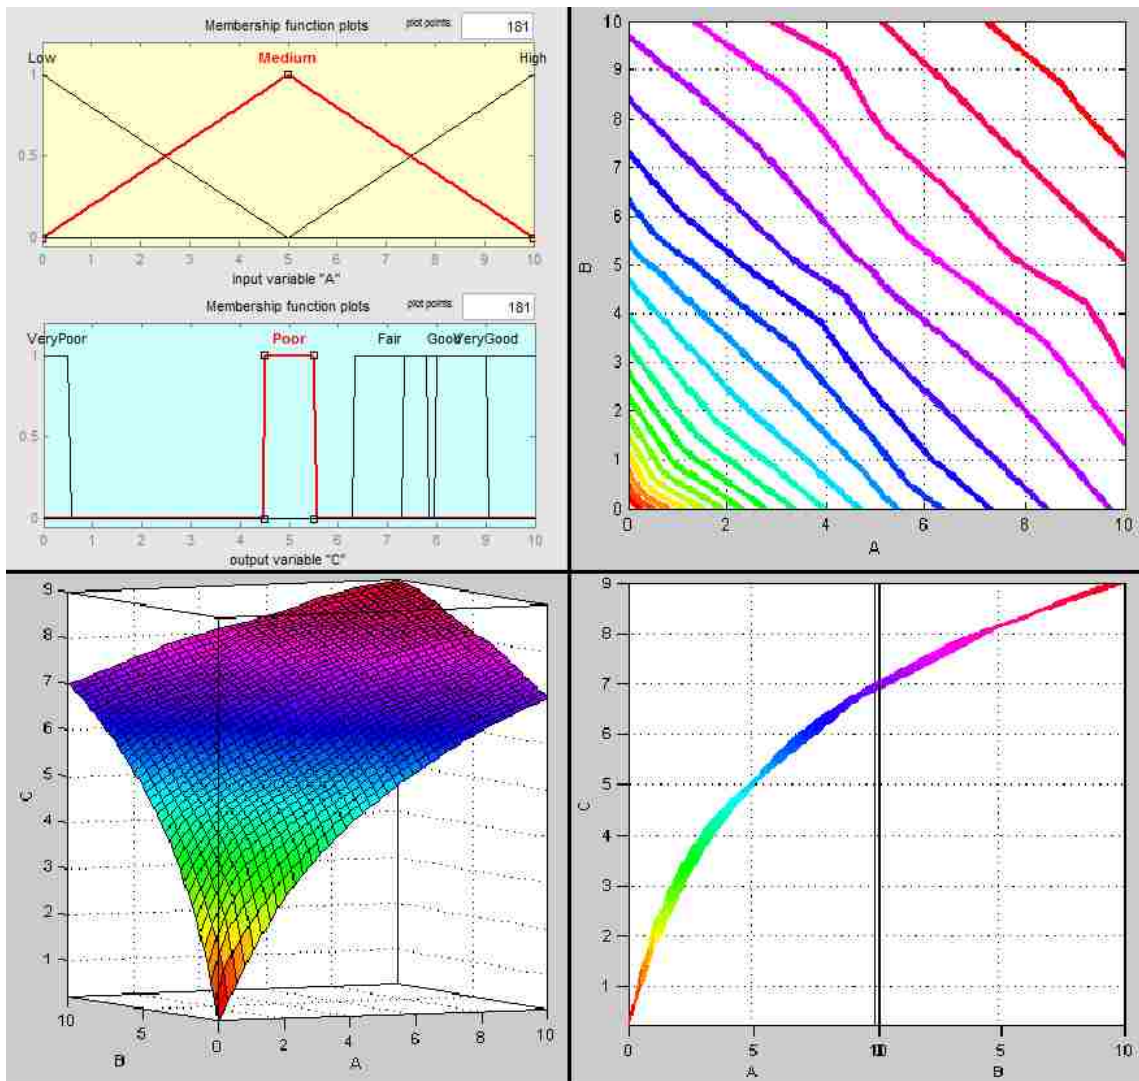 Membership function plots plot points: 181
Low Medium High
1
0.5
0
0 1 2 3 4 5 6 7 8 9 10
input variable "A"
Membership function plots plot points: 181
VeryPoor Poor Fair Good VeryGood
1
0.5
0
0 1 2 3 4 5 6 7 8 9 10
output variable "C"
10
9
8
7
6
5
4
3
2
1
0
B
0 2 4 6 8 10
A
9
8
7
6
5
4
3
2
1
C
10 5 0 2 4 6 8 10
B A
9
8
7
6
5
4
3
2
1
C
0 5 10 5 10
A B